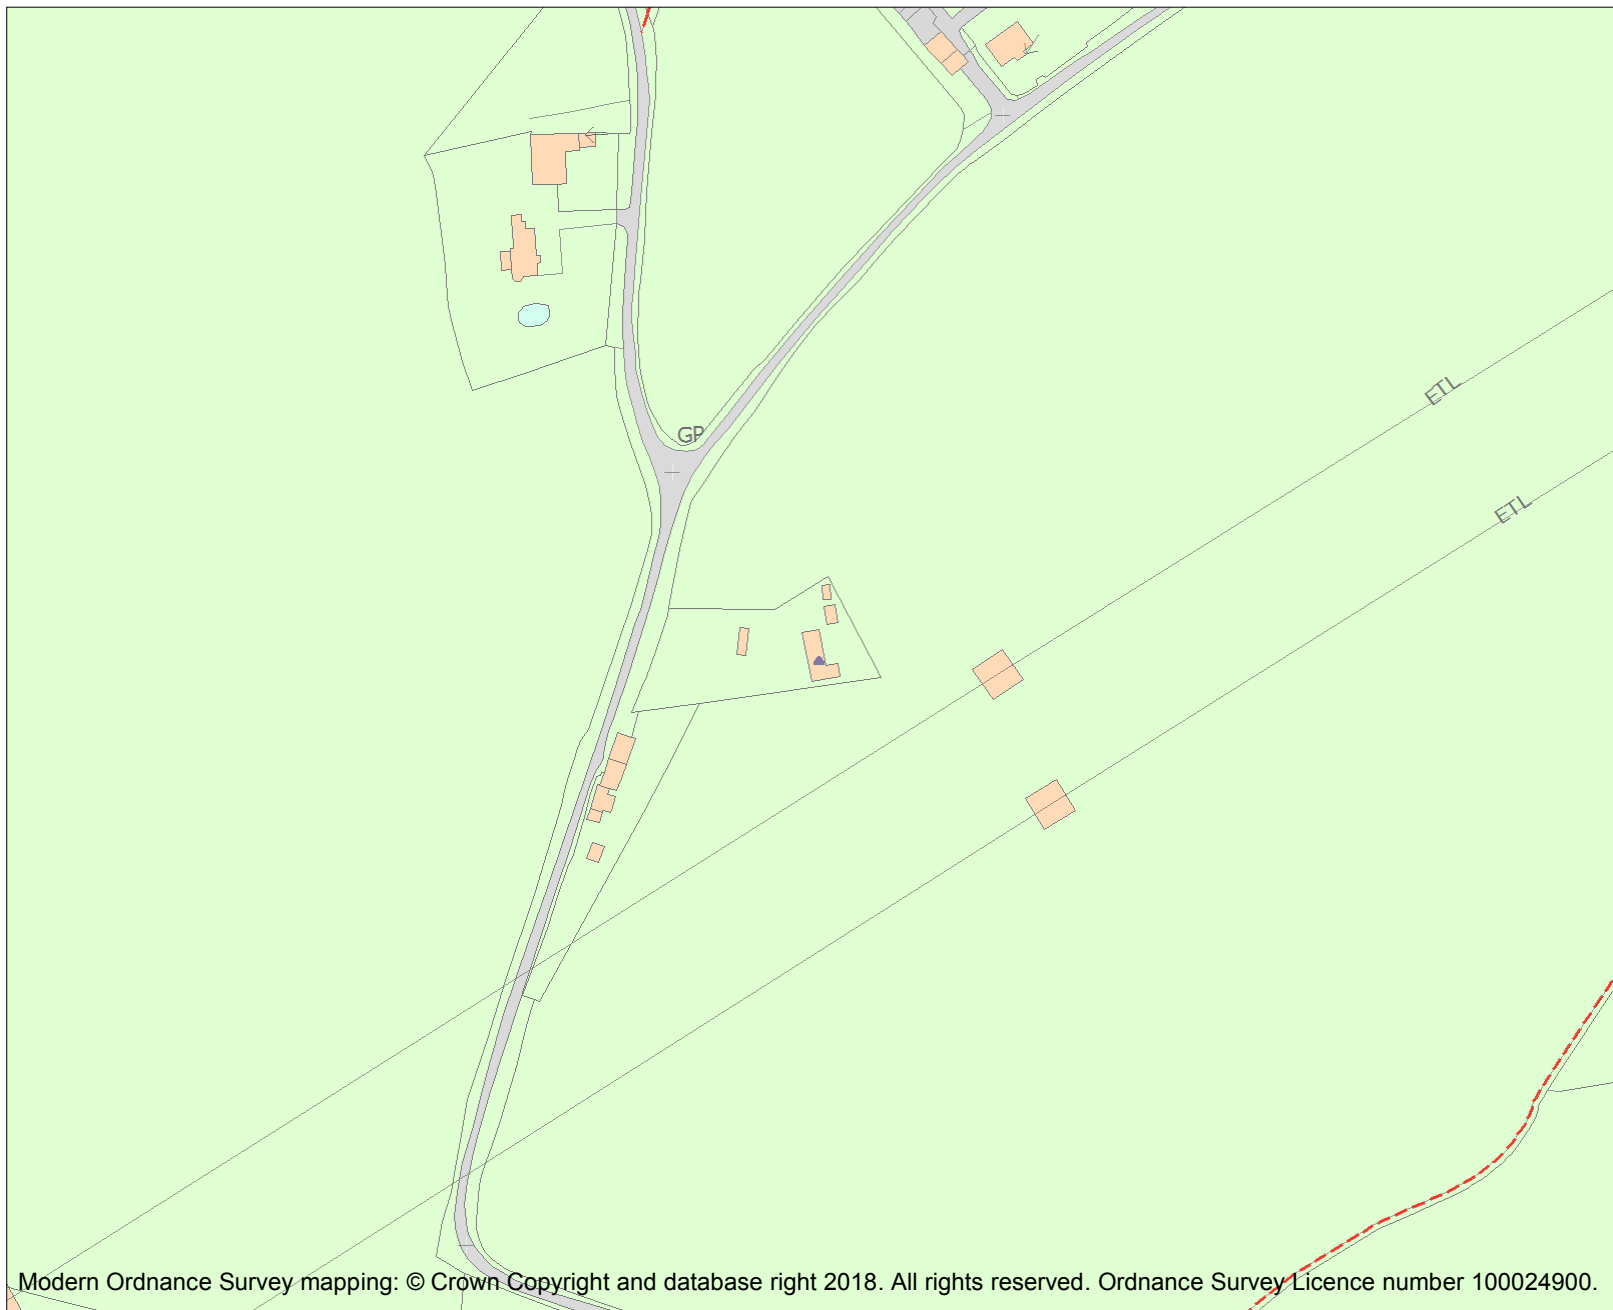 ETL
GP
ETL
Modern Ordnance Survey mapping: © Crown Copyright and database right 2018. All rights reserved. Ordnance Survey Licence number 100024900.